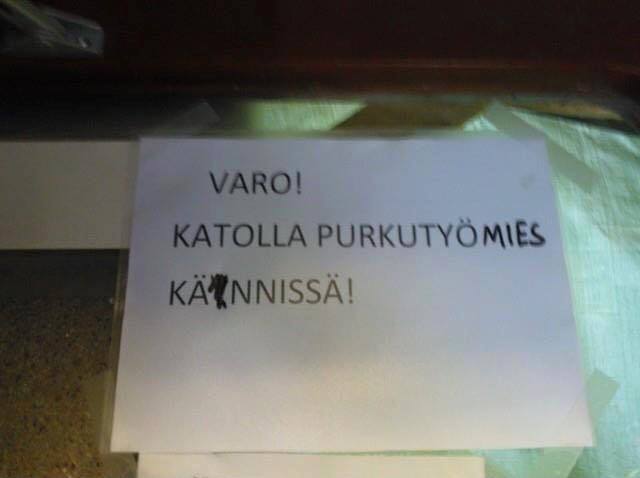 VARO!
KATOLLA PURKUTYÖMIES
KÄNNISSÄ!